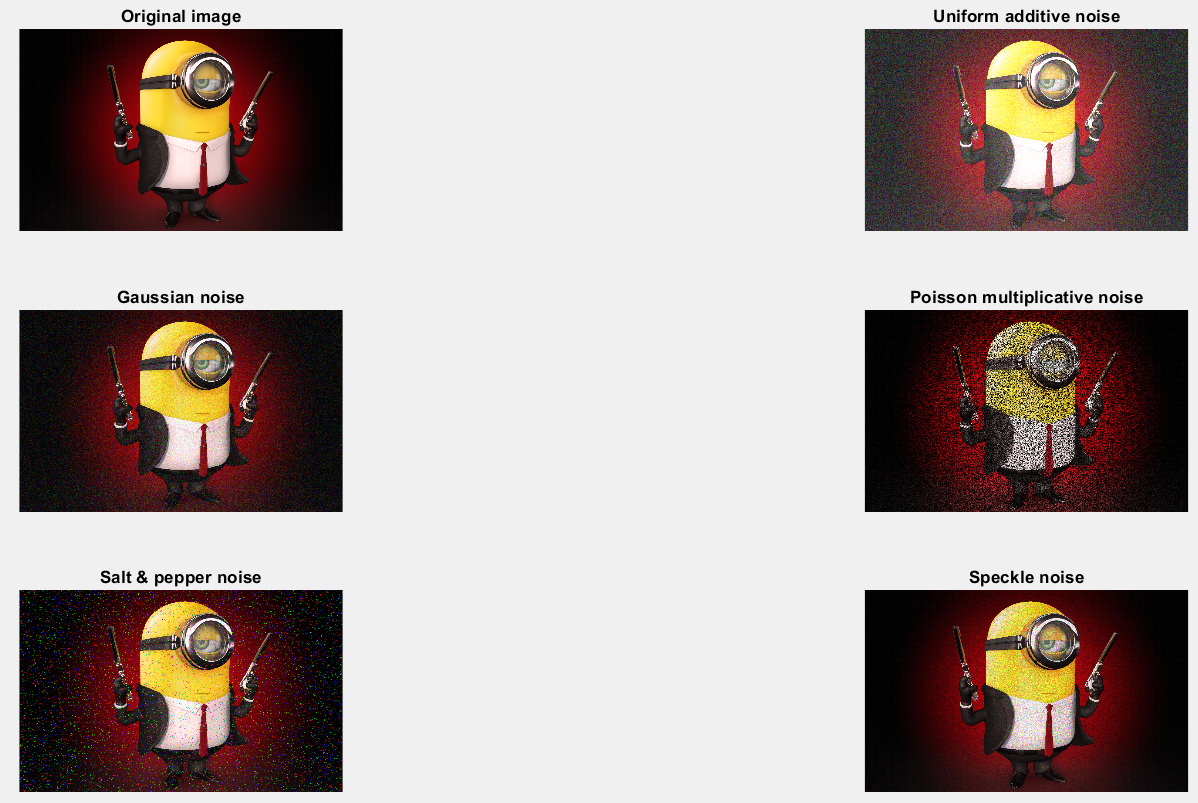 Original image
Uniform additive noise
Gaussian noise
Poisson multiplicative noise
Salt & pepper noise
Speckle noise